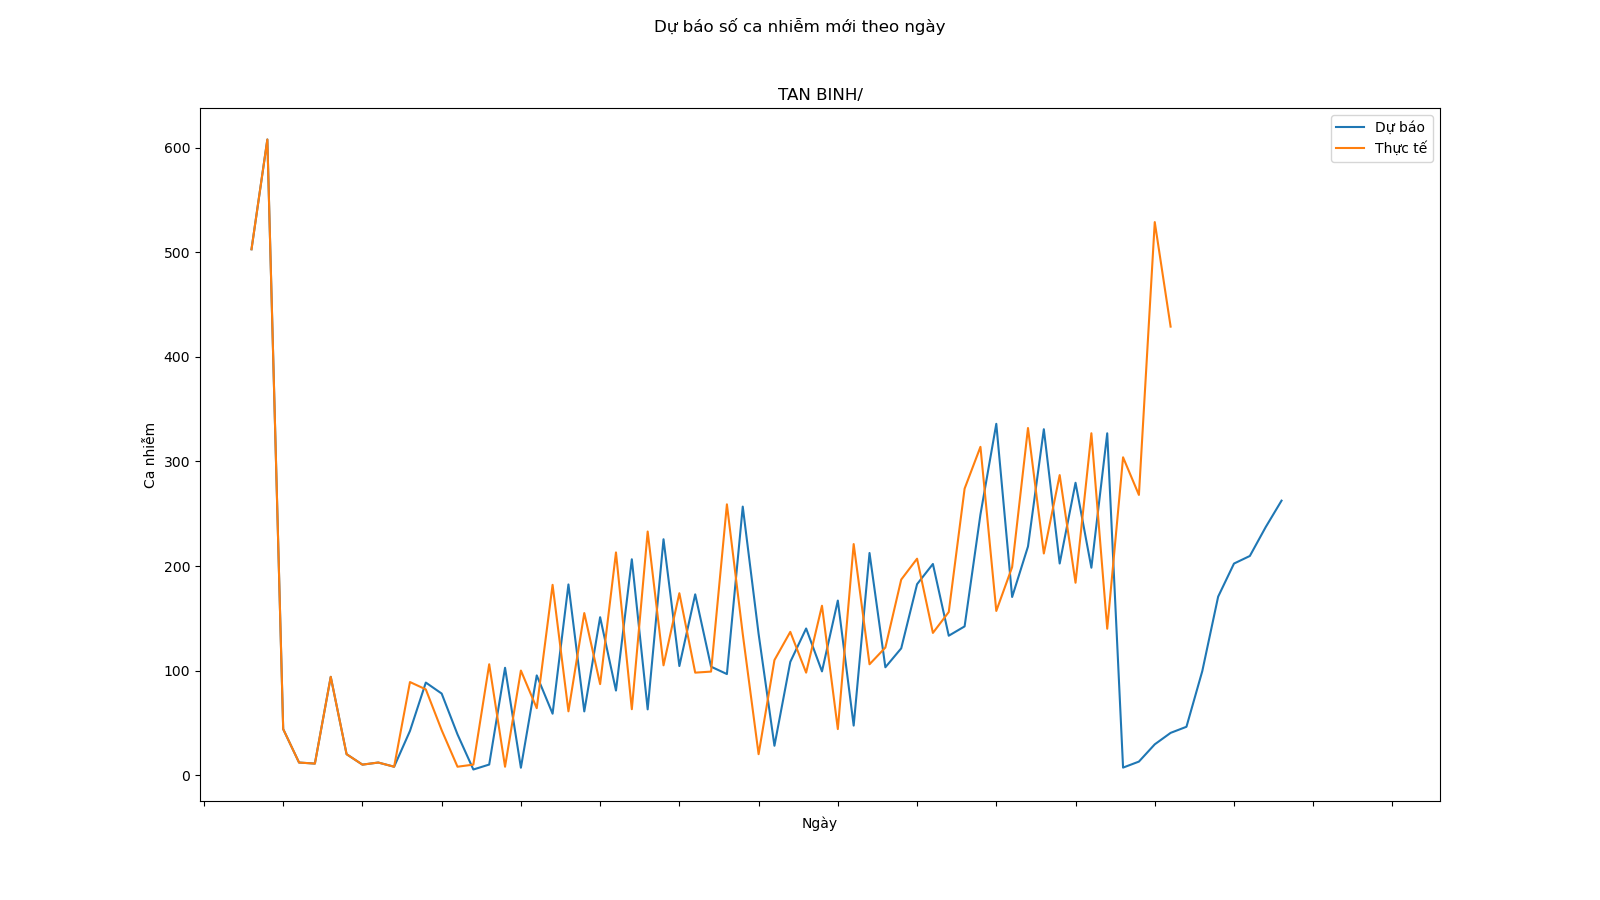 Dự báo số ca nhiễm mới theo ngày
TAN BINH/
Dự báo
Thực tế
600
500
400
300
200
100
0
Ca nhiễm
Ngày